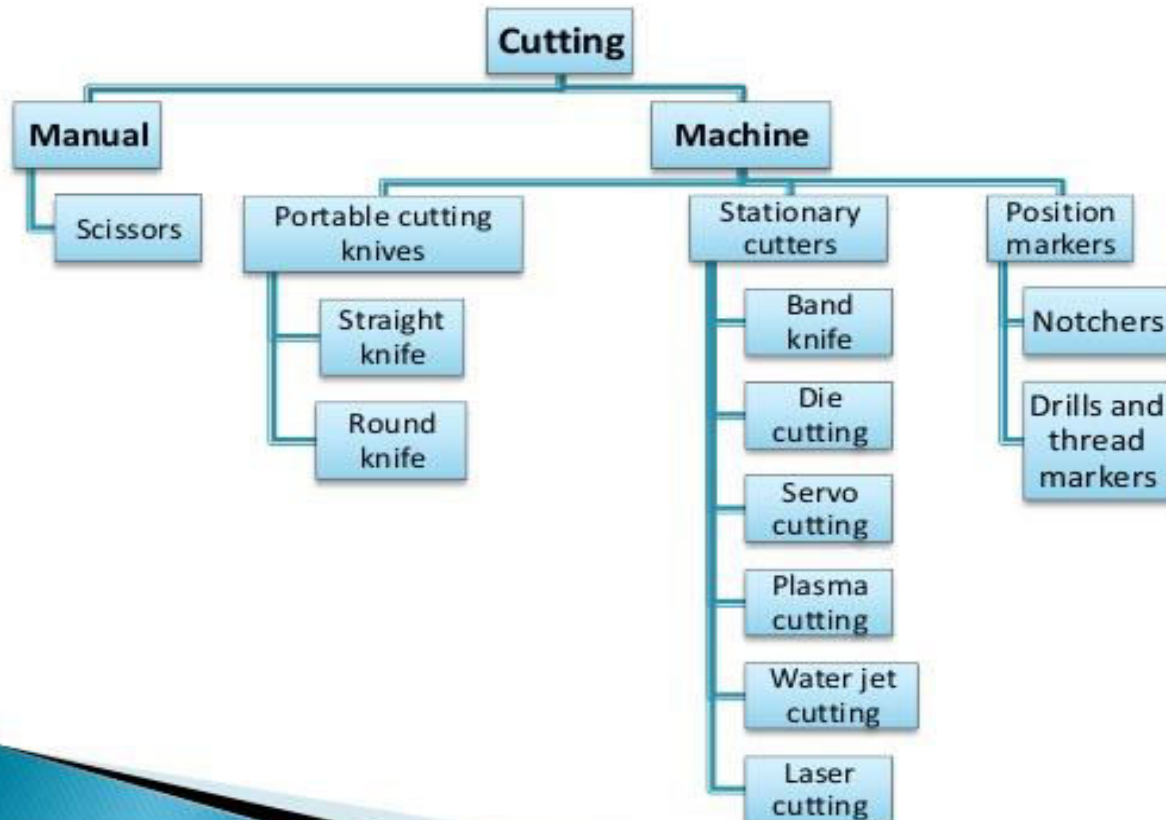 Cutting
Manual
Machine
Scissors
Portable cutting
knives
Straight
knife
Round
knife
Stationary
cutters
Band
knife
Die
cutting
Servo
cutting
Plasma
cutting
Water jet
cutting
Laser
cutting
Position
markers
Notchers
Drills and
thread
markers